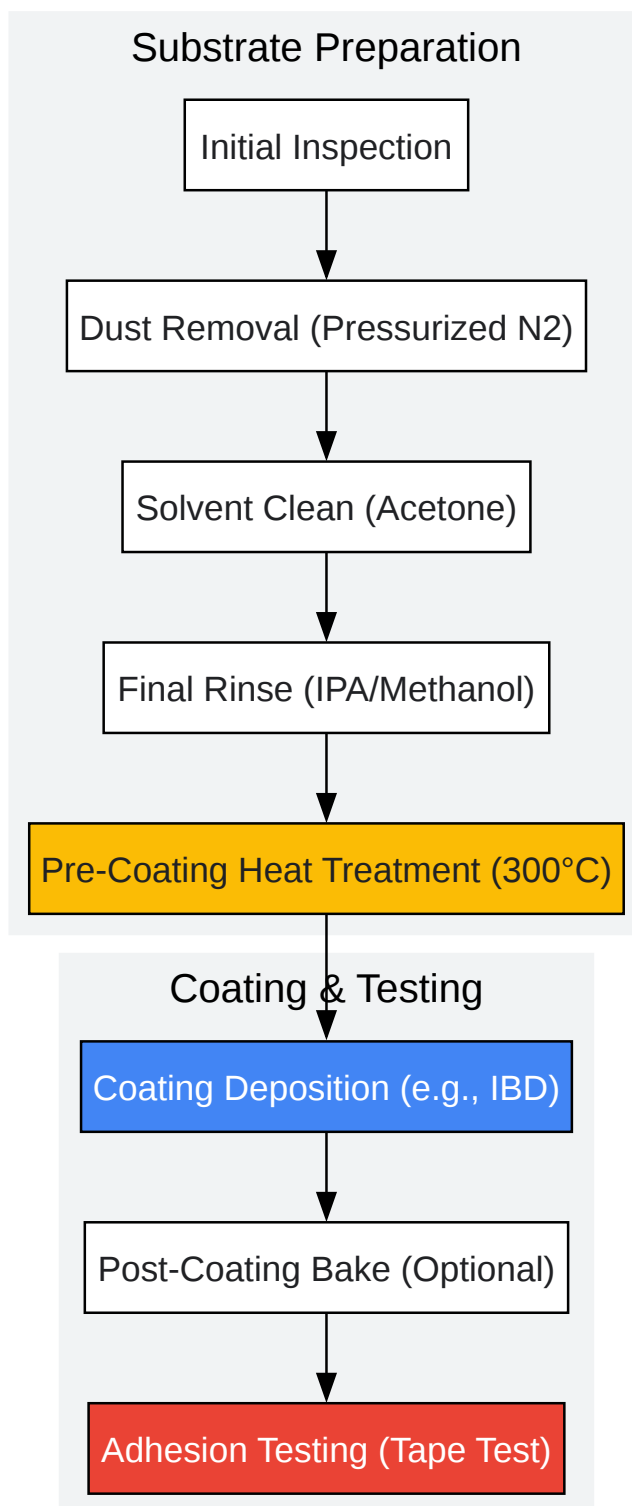 Substrate Preparation
Initial Inspection
Dust Removal (Pressurized N2)
Solvent Clean (Acetone)
Final Rinse (IPA/Methanol)
Pre-Coating Heat Treatment (300°C)
Coating & Testing
Coating Deposition (e.g., IBD)
Post-Coating Bake (Optional)
Adhesion Testing (Tape Test)